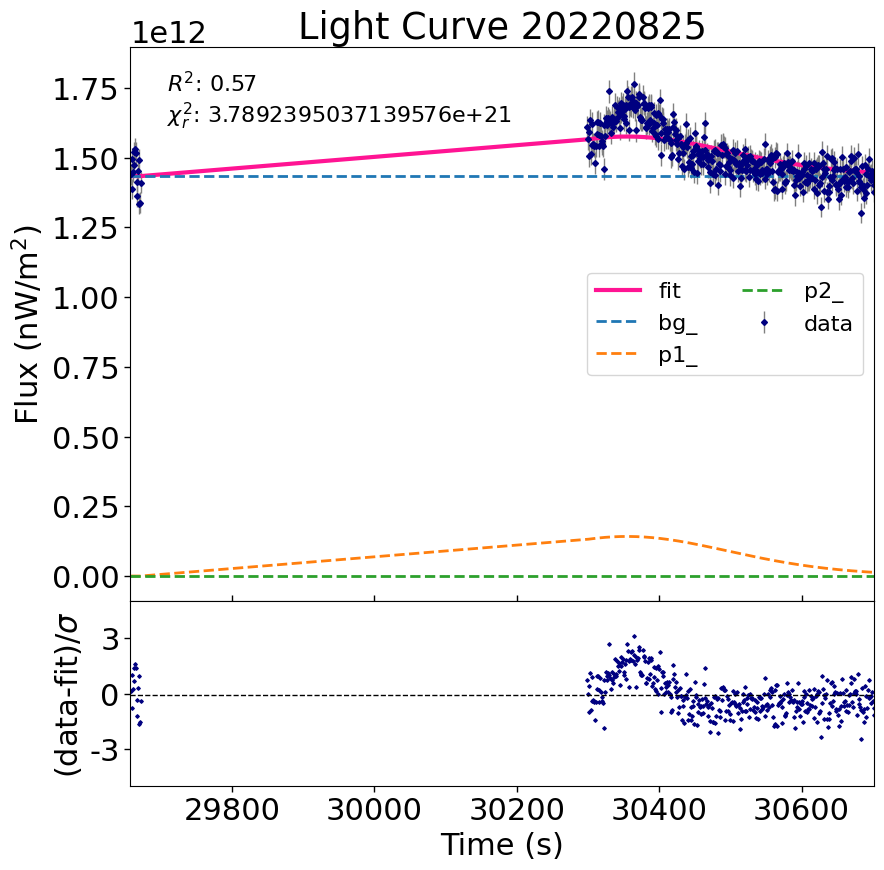 Light Curve 20220825
1e12
R²: 0.57
χ²ᵣ: 3.7892395037139576e+21
1.75
1.50
1.25
1.00
0.75
0.50
0.25
0.00
Flux (nW/m²)
fit
bg_
p1_
p2_
data
3
0
-3
(data-fit)/σ
29800
30000
30200
30400
30600
Time (s)